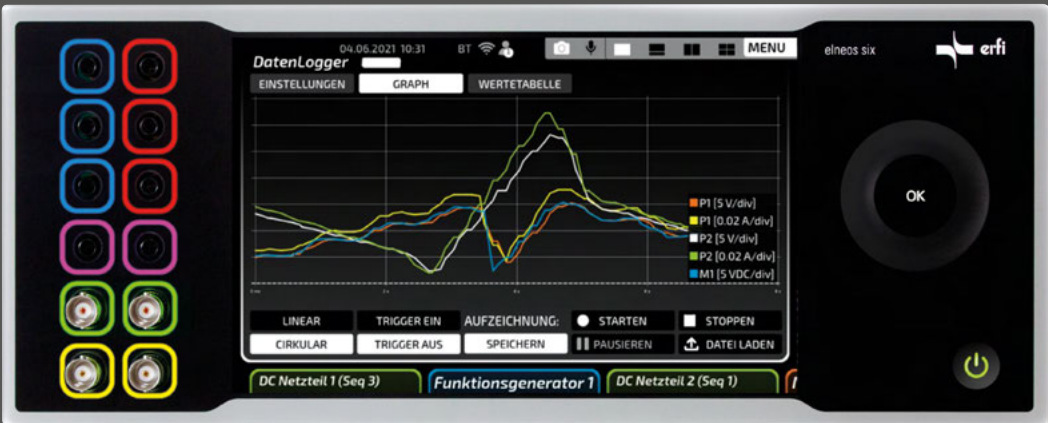 04.06.2021 10:31 BT MENU
DatenLogger
EINSTELLUNGEN GRAPH WERTETABELLE
P1 [5 V/div]
P1 [0.02 A/div]
P2 [5 V/div]
P2 [0.02 A/div]
M1 [5 VDC/div]
LINEAR TRIGGER EIN AUFZEICHNUNG: STARTEN STOPPEN
CIRKULAR TRIGGER AUS SPEICHERN PAUSIEREN DATEI LADEN
DC Netzteil 1 (Seq 3) Funktionsgenerator 1 DC Netzteil 2 (Seq 1)
elneos six erfi
OK